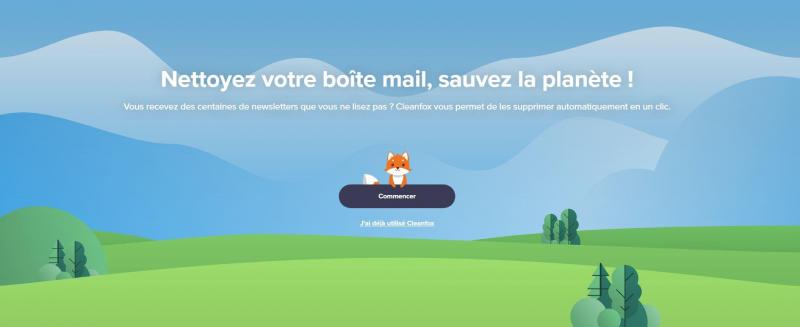 Nettoyez votre boîte mail, sauvez la planète !
Vous recevez des centaines de newsletters que vous ne lisez pas ? Cleanfox vous permet de les supprimer automatiquement en un clic.
Commencer
J'ai déjà utilisé Cleanfox